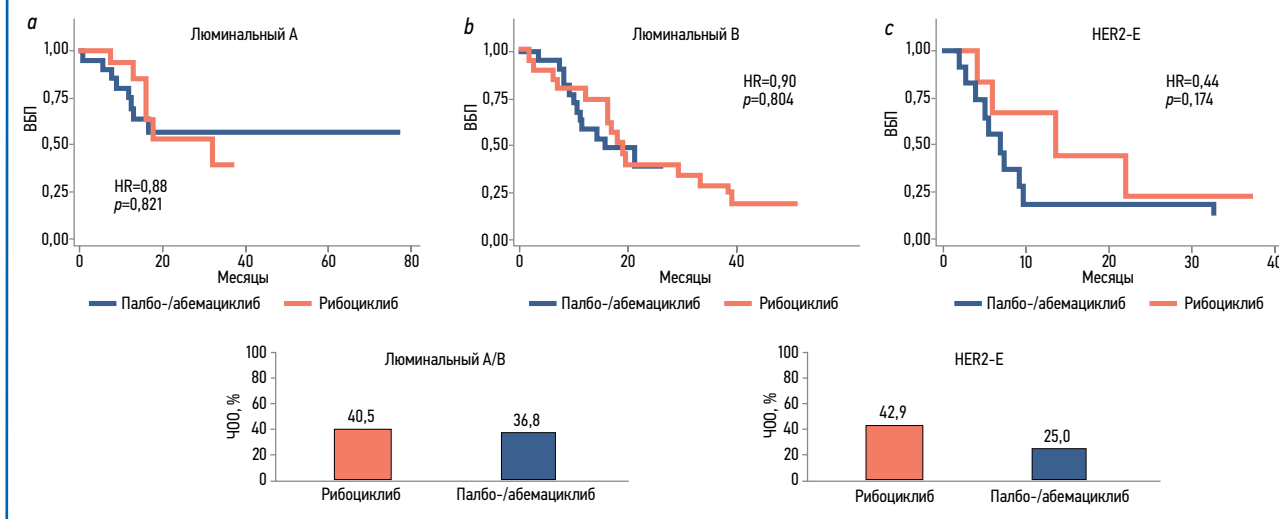 a
Люминальный А
1,00
0,75
0,50
0,25
0,00
ВБП
HR=0,88
p=0,821
0 20 40 60 80
Месяцы
Палбо-/абемациклиб Рибоциклиб
b
Люминальный В
1,00
0,75
0,50
0,25
0,00
ВБП
HR=0,90
p=0,804
0 20 40
Месяцы
Палбо-/абемациклиб Рибоциклиб
c
HER2-E
1,00
0,75
0,50
0,25
0,00
ВБП
HR=0,44
p=0,174
0 10 20 30 40
Месяцы
Палбо-/абемациклиб Рибоциклиб
Люминальный А/В
100
80
60
40
20
0
ЧОО, %
40,5
36,8
Рибоциклиб Палбо-/абемациклиб
HER2-E
100
80
60
40
20
0
ЧОО, %
42,9
25,0
Рибоциклиб Палбо-/абемациклиб